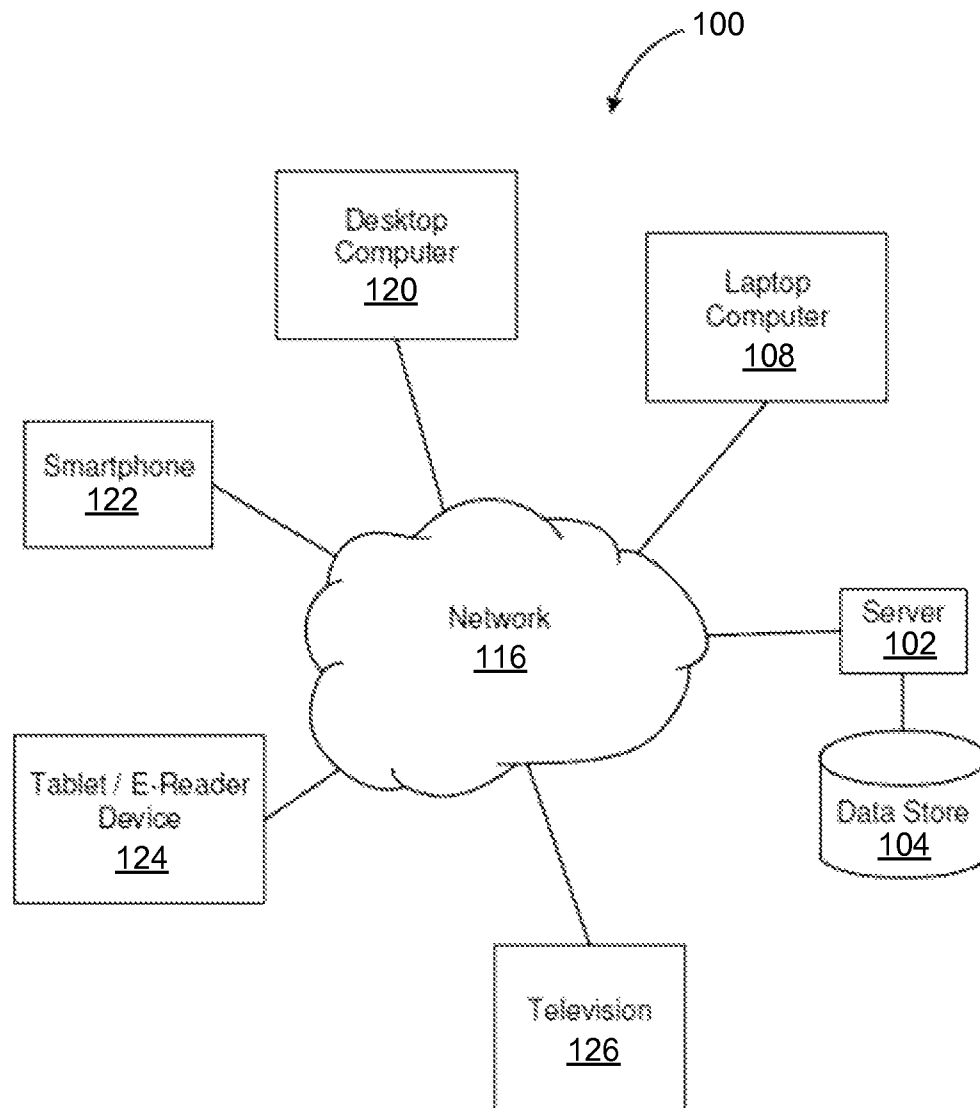 100
Desktop
Computer
120
Laptop
Computer
108
Smartphone
122
Network
116
Server
102
Tablet / E-Reader
Device
124
Data Store
104
Television
126